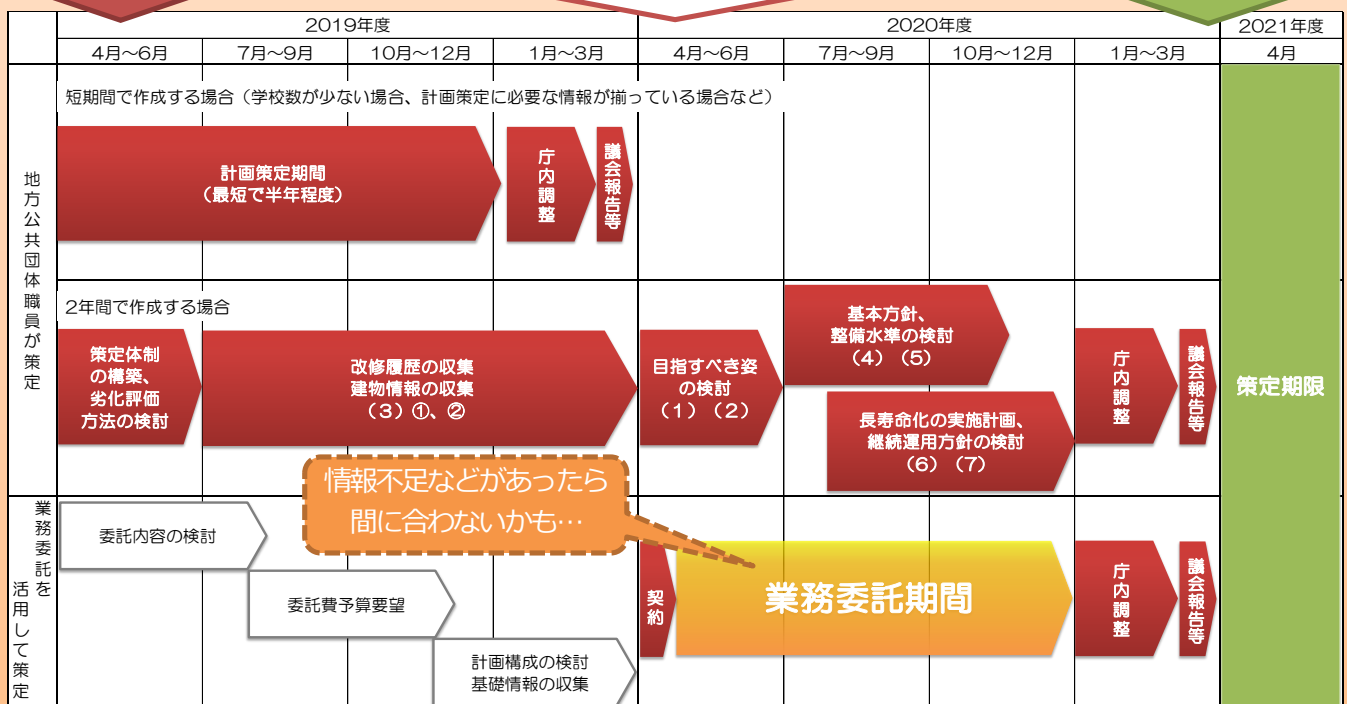 2019年度
2020年度
2021年度
4月～6月
7月～9月
10月～12月
1月～3月
4月～6月
7月～9月
10月～12月
1月～3月
4月
地方公共団体職員が策定
短期間で作成する場合（学校数が少ない場合、計画策定に必要な情報が揃っている場合など）
計画策定期間
（最短で半年程度）
庁内調整
議会報告等
2年間で作成する場合
策定体制
の構築、
劣化評価
方法の検討
改修履歴の収集
建物情報の収集
（3）①、②
目指すべき姿
の検討
（1）（2）
基本方針、
整備水準の検討
（4）（5）
長寿命化の実施計画、
継続運用方針の検討
（6）（7）
庁内調整
議会報告等
策定期限
業務委託を
活用して策定
委託内容の検討
委託費予算要望
計画構成の検討
基礎情報の収集
情報不足などがあったら
間に合わないかも…
契約
業務委託期間
庁内調整
議会報告等